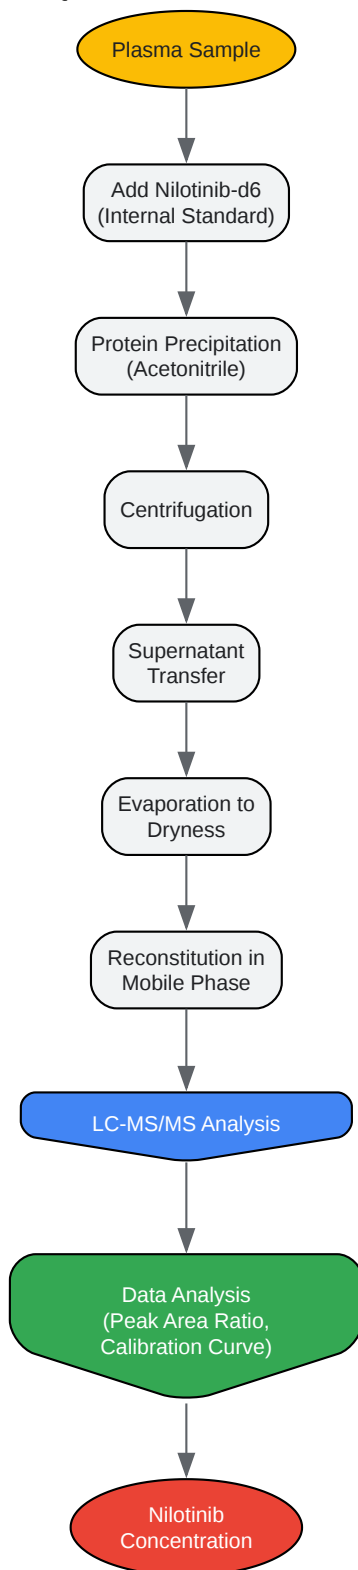 Plasma Sample
Add Nilotinib-d6
(Internal Standard)
Protein Precipitation
(Acetonitrile)
Centrifugation
Supernatant
Transfer
Evaporation to
Dryness
Reconstitution in
Mobile Phase
LC-MS/MS Analysis
Data Analysis
(Peak Area Ratio,
Calibration Curve)
Nilotinib
Concentration